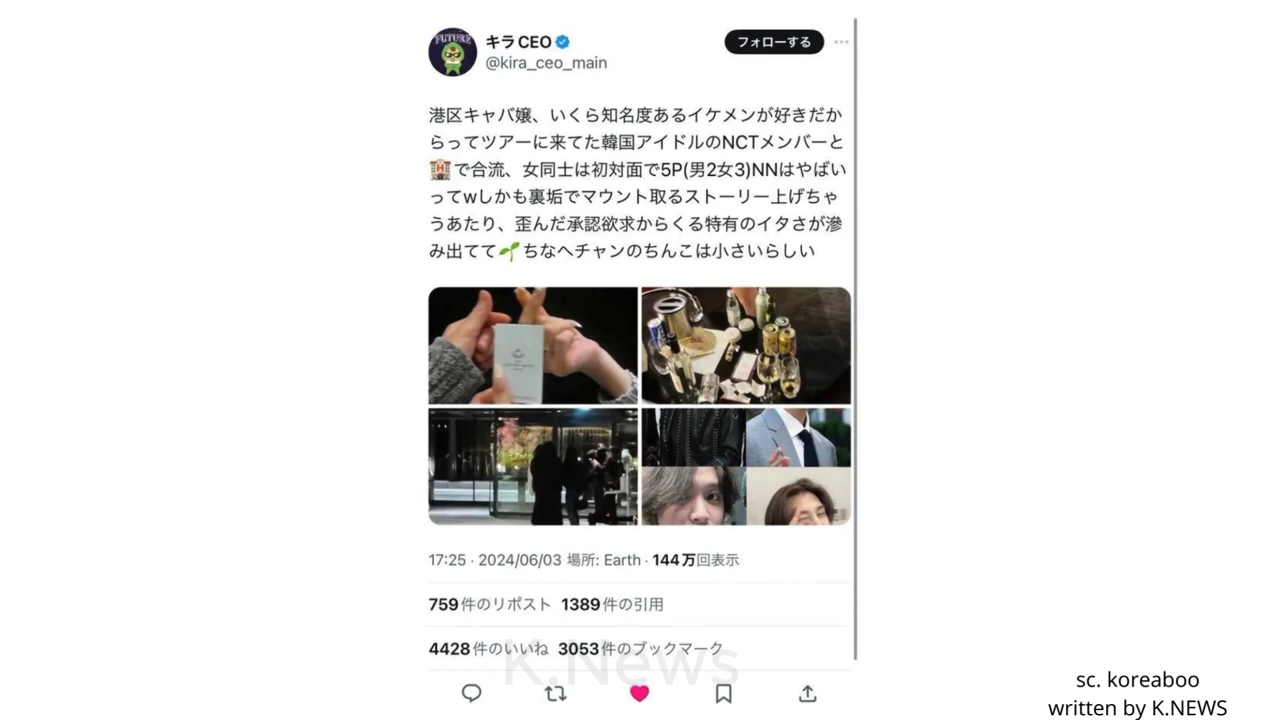 FUTURE
キラCEO
@kira_ceo_main
フォローする
港区キャバ嬢、いくら知名度あるイケメンが好きだか
らってツアーに来てた韓国アイドルのNCTメンバーと
🏩で合流、女同士は初対面で5P(男2女3)NNはやばい
ってwしかも裏垢でマウント取るストーリー上げちゃ
うあたり、歪んだ承認欲求からくる特有のイタさが滲
み出てて🌱ちなヘチャンのちんこは小さいらしい
17:25 · 2024/06/03 場所: Earth · 144万回表示
759件のリポスト 1389件の引用
4428件のいいね 3053件のブックマーク
K.News
sc. koreaboo
written by K.NEWS